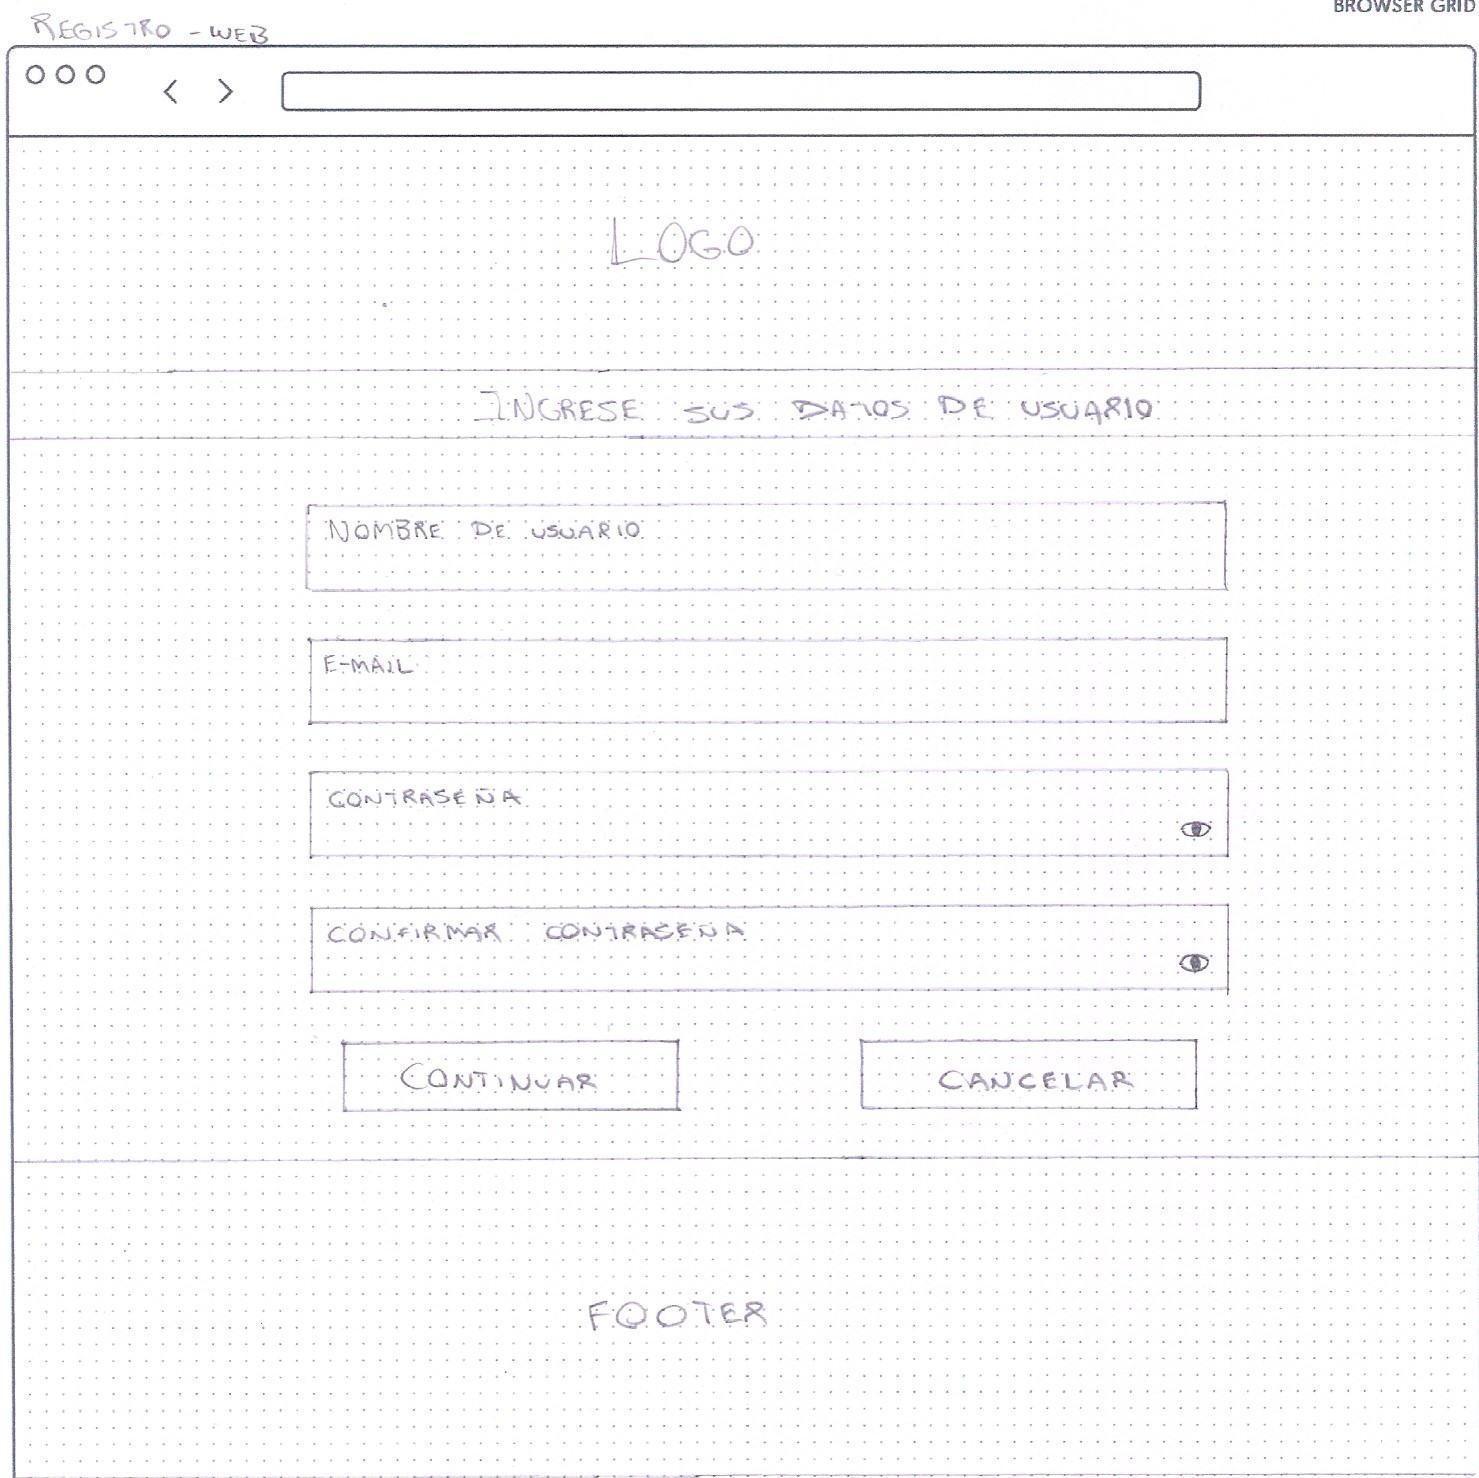 BROWSER GRID
REGISTRO - WEB
LOGO
INGRESE SUS DATOS DE USUARIO
NOMBRE DE USUARIO
E-MAIL
CONTRASEÑA
CONFIRMAR CONTRASEÑA
CONTINUAR CANCELAR
FOOTER